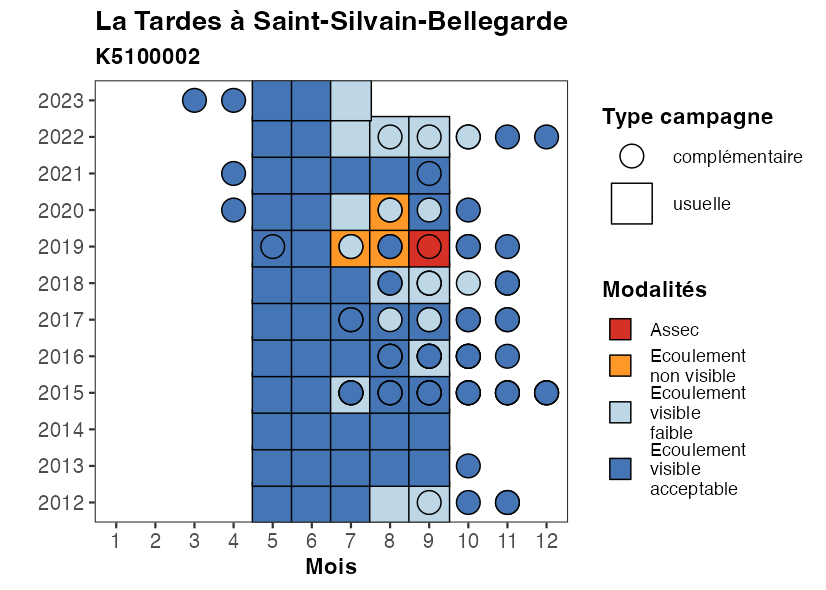 La Tardes à Saint-Silvain-Bellegarde
K5100002
2023
2022
2021
2020
2019
2018
2017
2016
2015
2014
2013
2012
1 2 3 4 5 6 7 8 9 10 11 12
Mois
Type campagne
complémentaire
usuelle
Modalités
Assec
Ecoulement
non visible
Ecoulement
visible
faible
Ecoulement
visible
acceptable